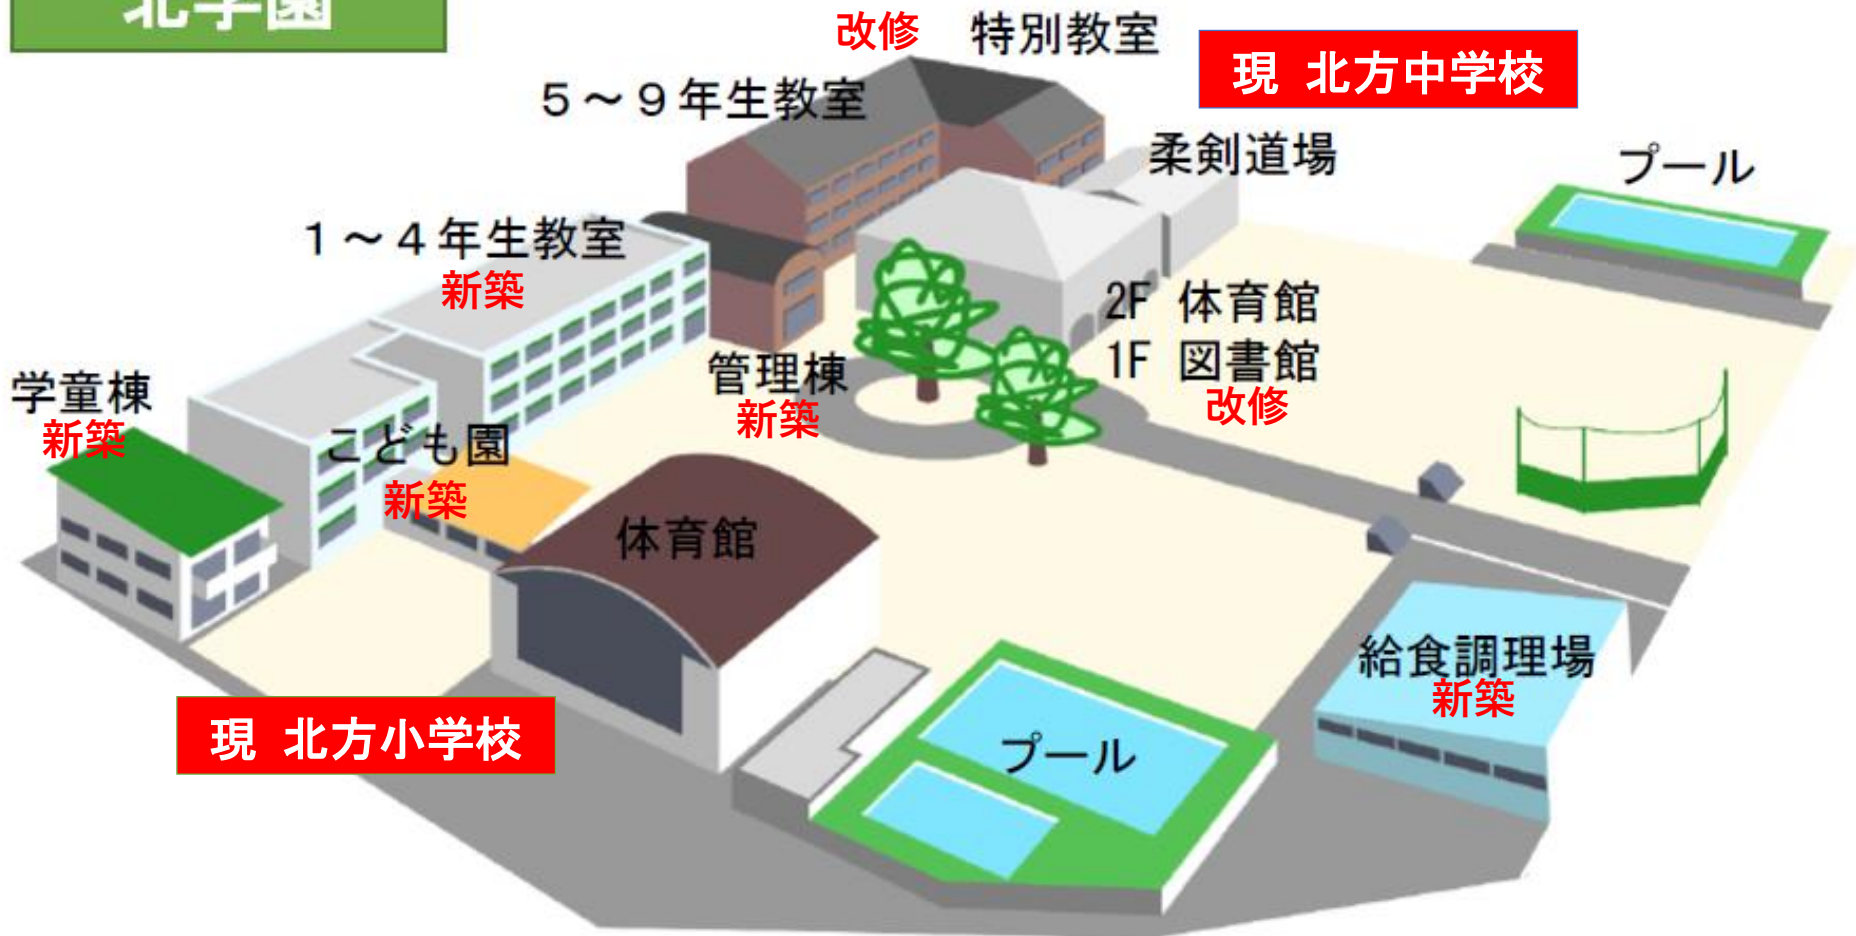 北学園
改修 特別教室
現 北方中学校
5～9年生教室
柔剣道場
プール
1～4年生教室
新築
2F 体育館
1F 図書館
改修
管理棟
新築
学童棟
新築
こども園
新築
体育館
給食調理場
新築
現 北方小学校
プール